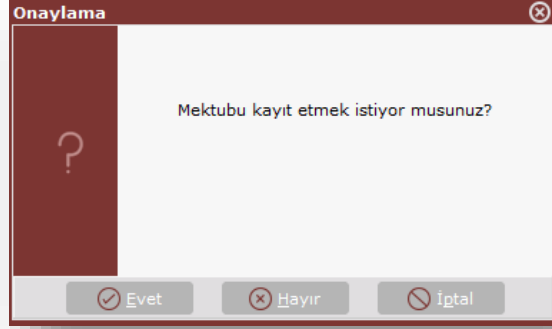 Onaylama
Mektubu kayıt etmek istiyor musunuz?
?
Evet
Hayır
İptal